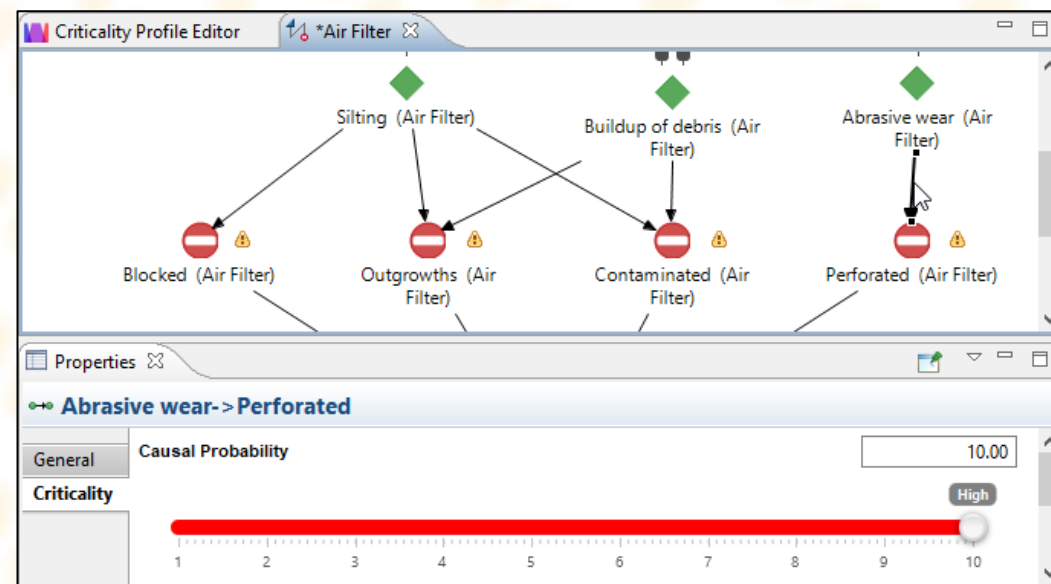 Criticality Profile Editor
*Air Filter
Silting (Air Filter)
Buildup of debris (Air
Filter)
Abrasive wear (Air
Filter)
Blocked (Air Filter)
Outgrowths (Air
Filter)
Contaminated (Air
Filter)
Perforated (Air Filter)
Properties
Abrasive wear->Perforated
General
Criticality
Causal Probability
10.00
High
1 2 3 4 5 6 7 8 9 10